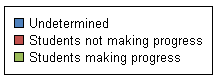 Undetermined
Students not making progress
Students making progress